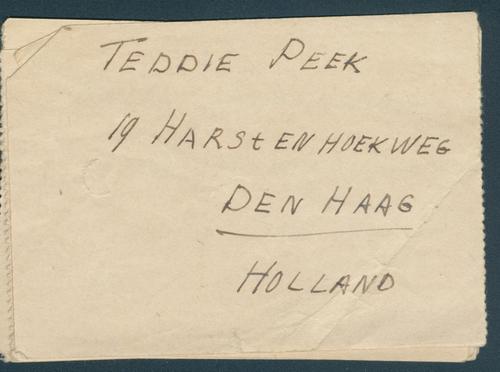 TEDDIE PEEK
19 HARSTENHOEKWEG
DEN HAAG
HOLLAND